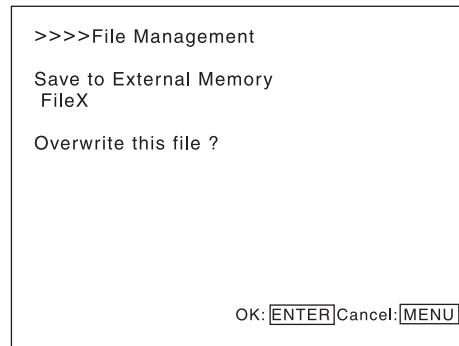 >>>>File Management
Save to External Memory
FileX
Overwrite this file ?
OK: ENTER Cancel: MENU